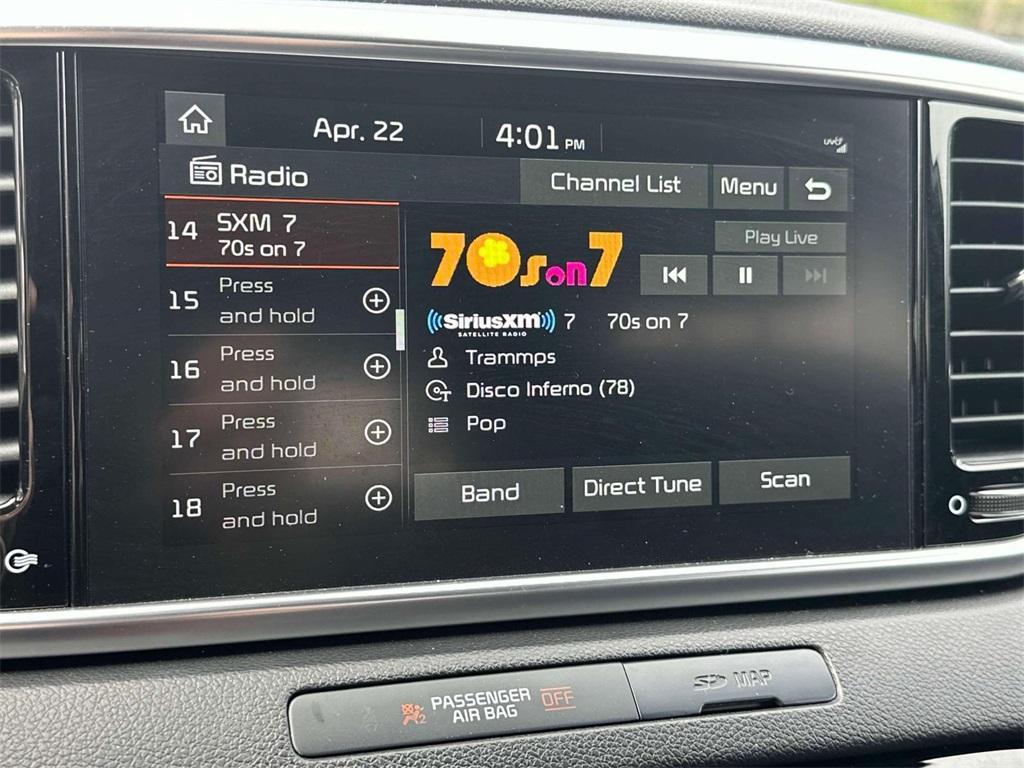 Apr. 22
4:01 PM
UVO
Radio
Channel List
Menu
14 SXM 7
70s on 7
15 Press
and hold
16 Press
and hold
17 Press
and hold
18 Press
and hold
70s on 7
Play Live
SiriusXM 7 70s on 7
SATELLITE RADIO
Trammps
Disco Inferno (78)
Pop
Band
Direct Tune
Scan
PASSENGER
AIR BAG
OFF
2
SD MAP